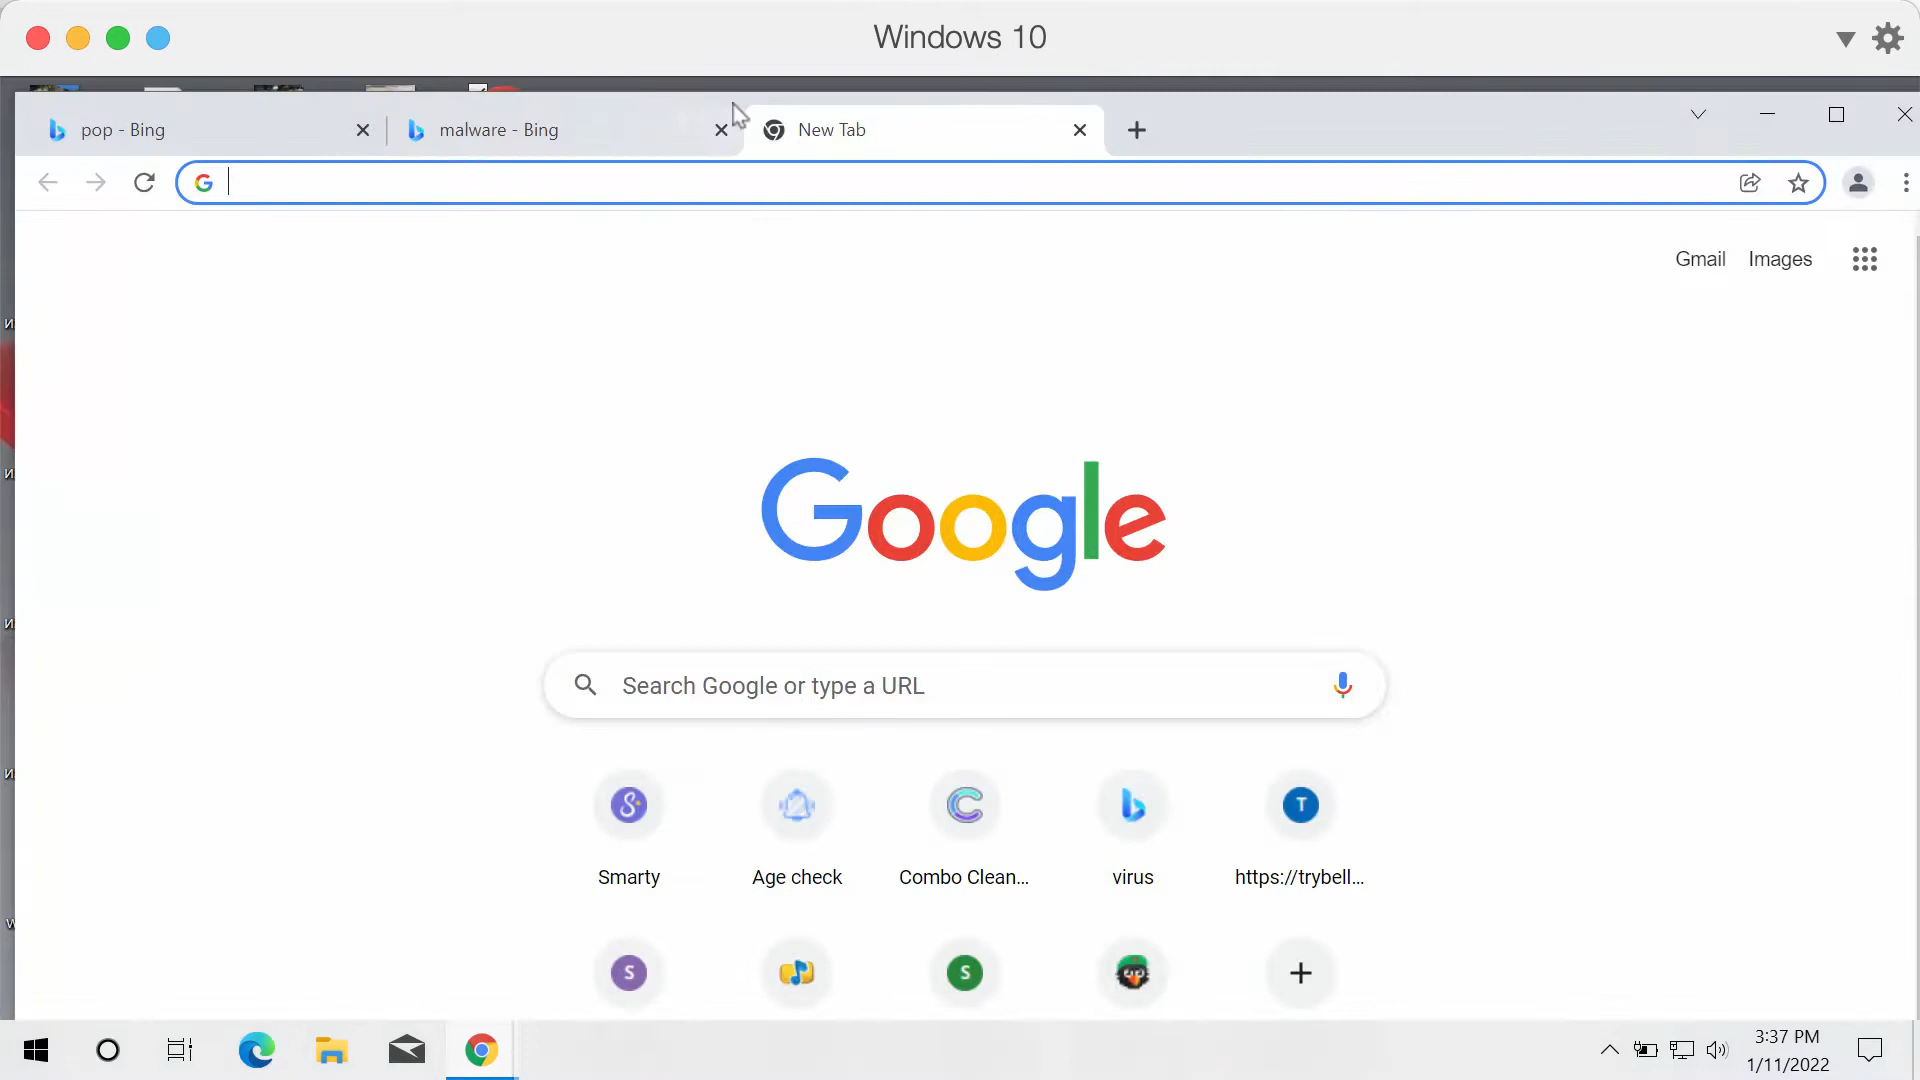 Windows 10
pop - Bing
malware - Bing
New Tab
Gmail
Images
Google
Search Google or type a URL
Smarty
Age check
Combo Clean...
virus
T
https://trybell...
S
S
3:37 PM
1/11/2022